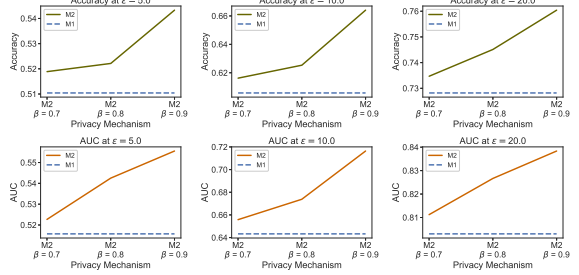 Accuracy at ε = 5.0
Accuracy
0.54
0.53
0.52
0.51
M2
M1
M2
β = 0.7
M2
β = 0.8
M2
β = 0.9
Privacy Mechanism
Accuracy at ε = 10.0
Accuracy
0.66
0.64
0.62
M2
M1
M2
β = 0.7
M2
β = 0.8
M2
β = 0.9
Privacy Mechanism
Accuracy at ε = 20.0
Accuracy
0.76
0.75
0.74
0.73
M2
M1
M2
β = 0.7
M2
β = 0.8
M2
β = 0.9
Privacy Mechanism
AUC at ε = 5.0
AUC
0.55
0.54
0.53
0.52
M2
M1
M2
β = 0.7
M2
β = 0.8
M2
β = 0.9
Privacy Mechanism
AUC at ε = 10.0
AUC
0.72
0.70
0.68
0.66
0.64
M2
M1
M2
β = 0.7
M2
β = 0.8
M2
β = 0.9
Privacy Mechanism
AUC at ε = 20.0
AUC
0.84
0.83
0.82
0.81
M2
M1
M2
β = 0.7
M2
β = 0.8
M2
β = 0.9
Privacy Mechanism